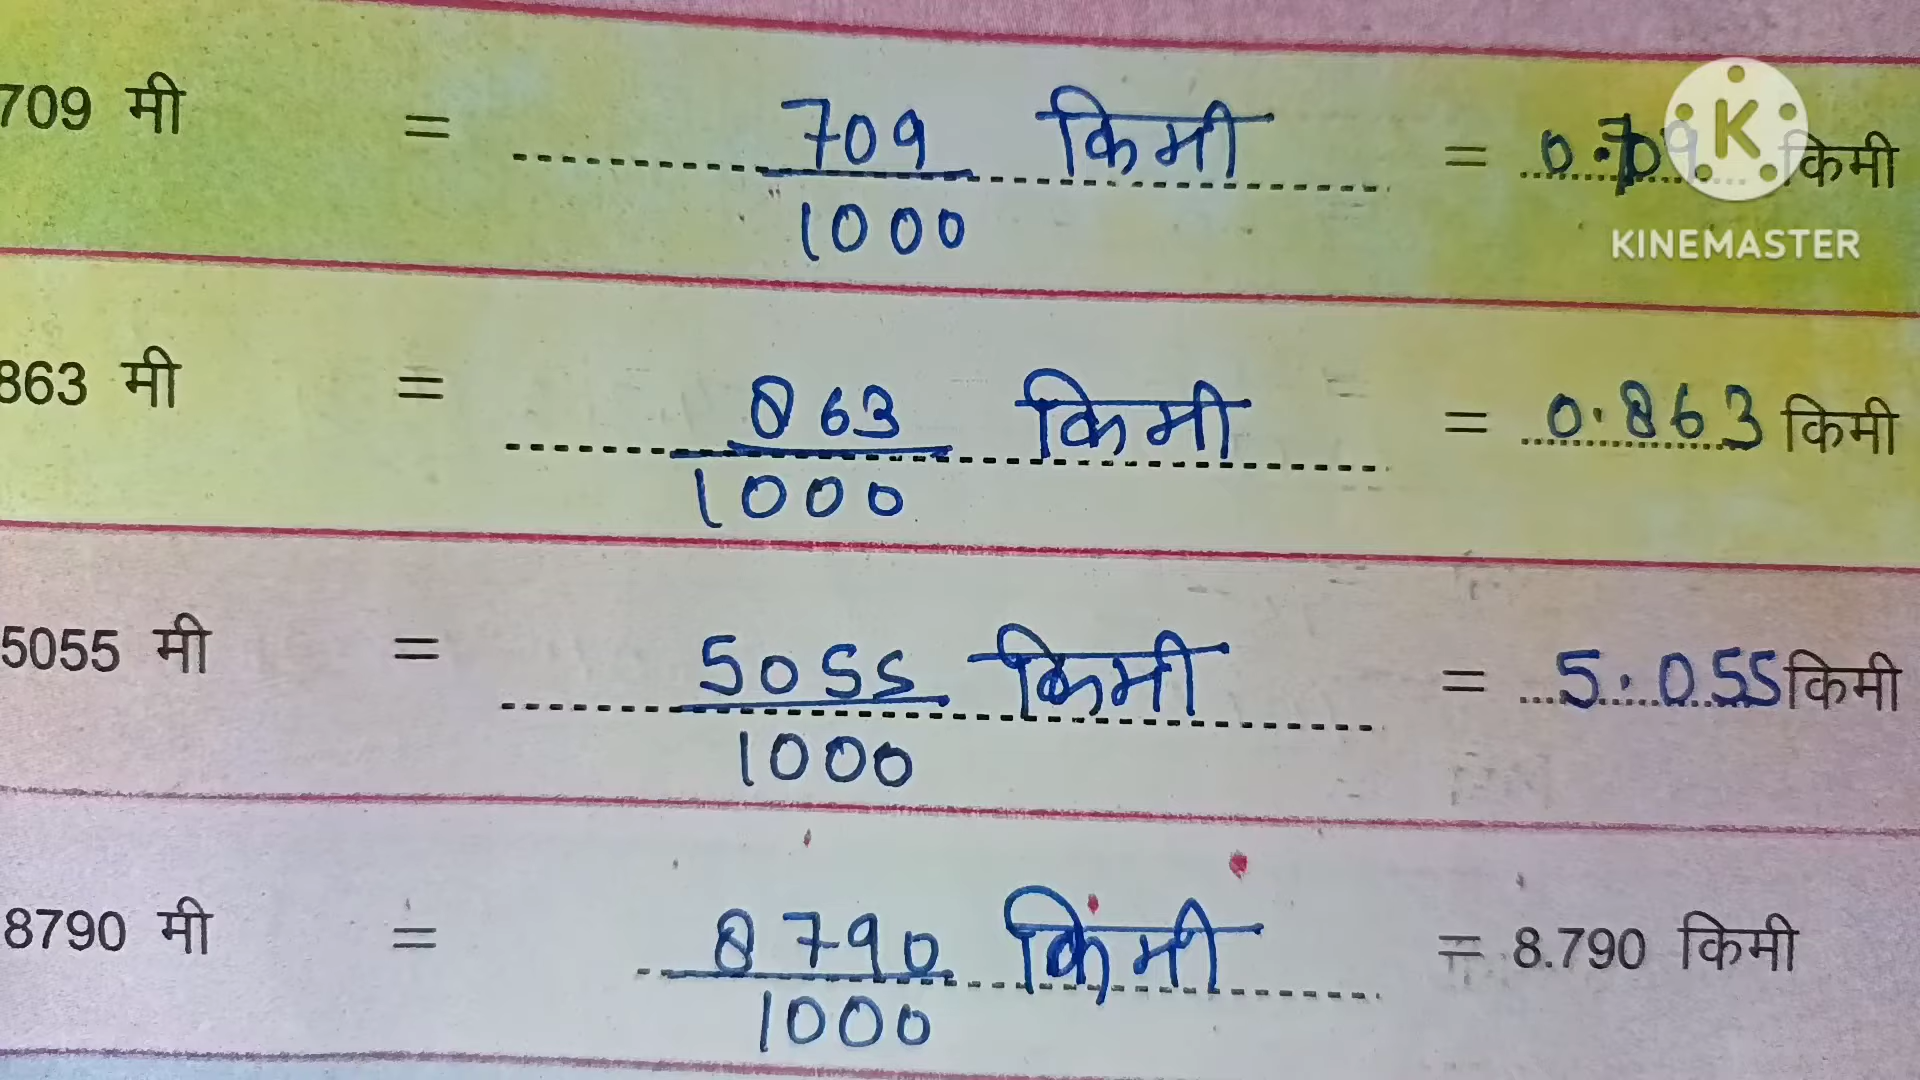 709 मी = 709 किमी = 0.709 किमी
1000
KINEMASTER
863 मी = 863 किमी = 0.863 किमी
1000
5055 मी = 5055 किमी = 5.055 किमी
1000
8790 मी = 8790 किमी = 8.790 किमी
1000